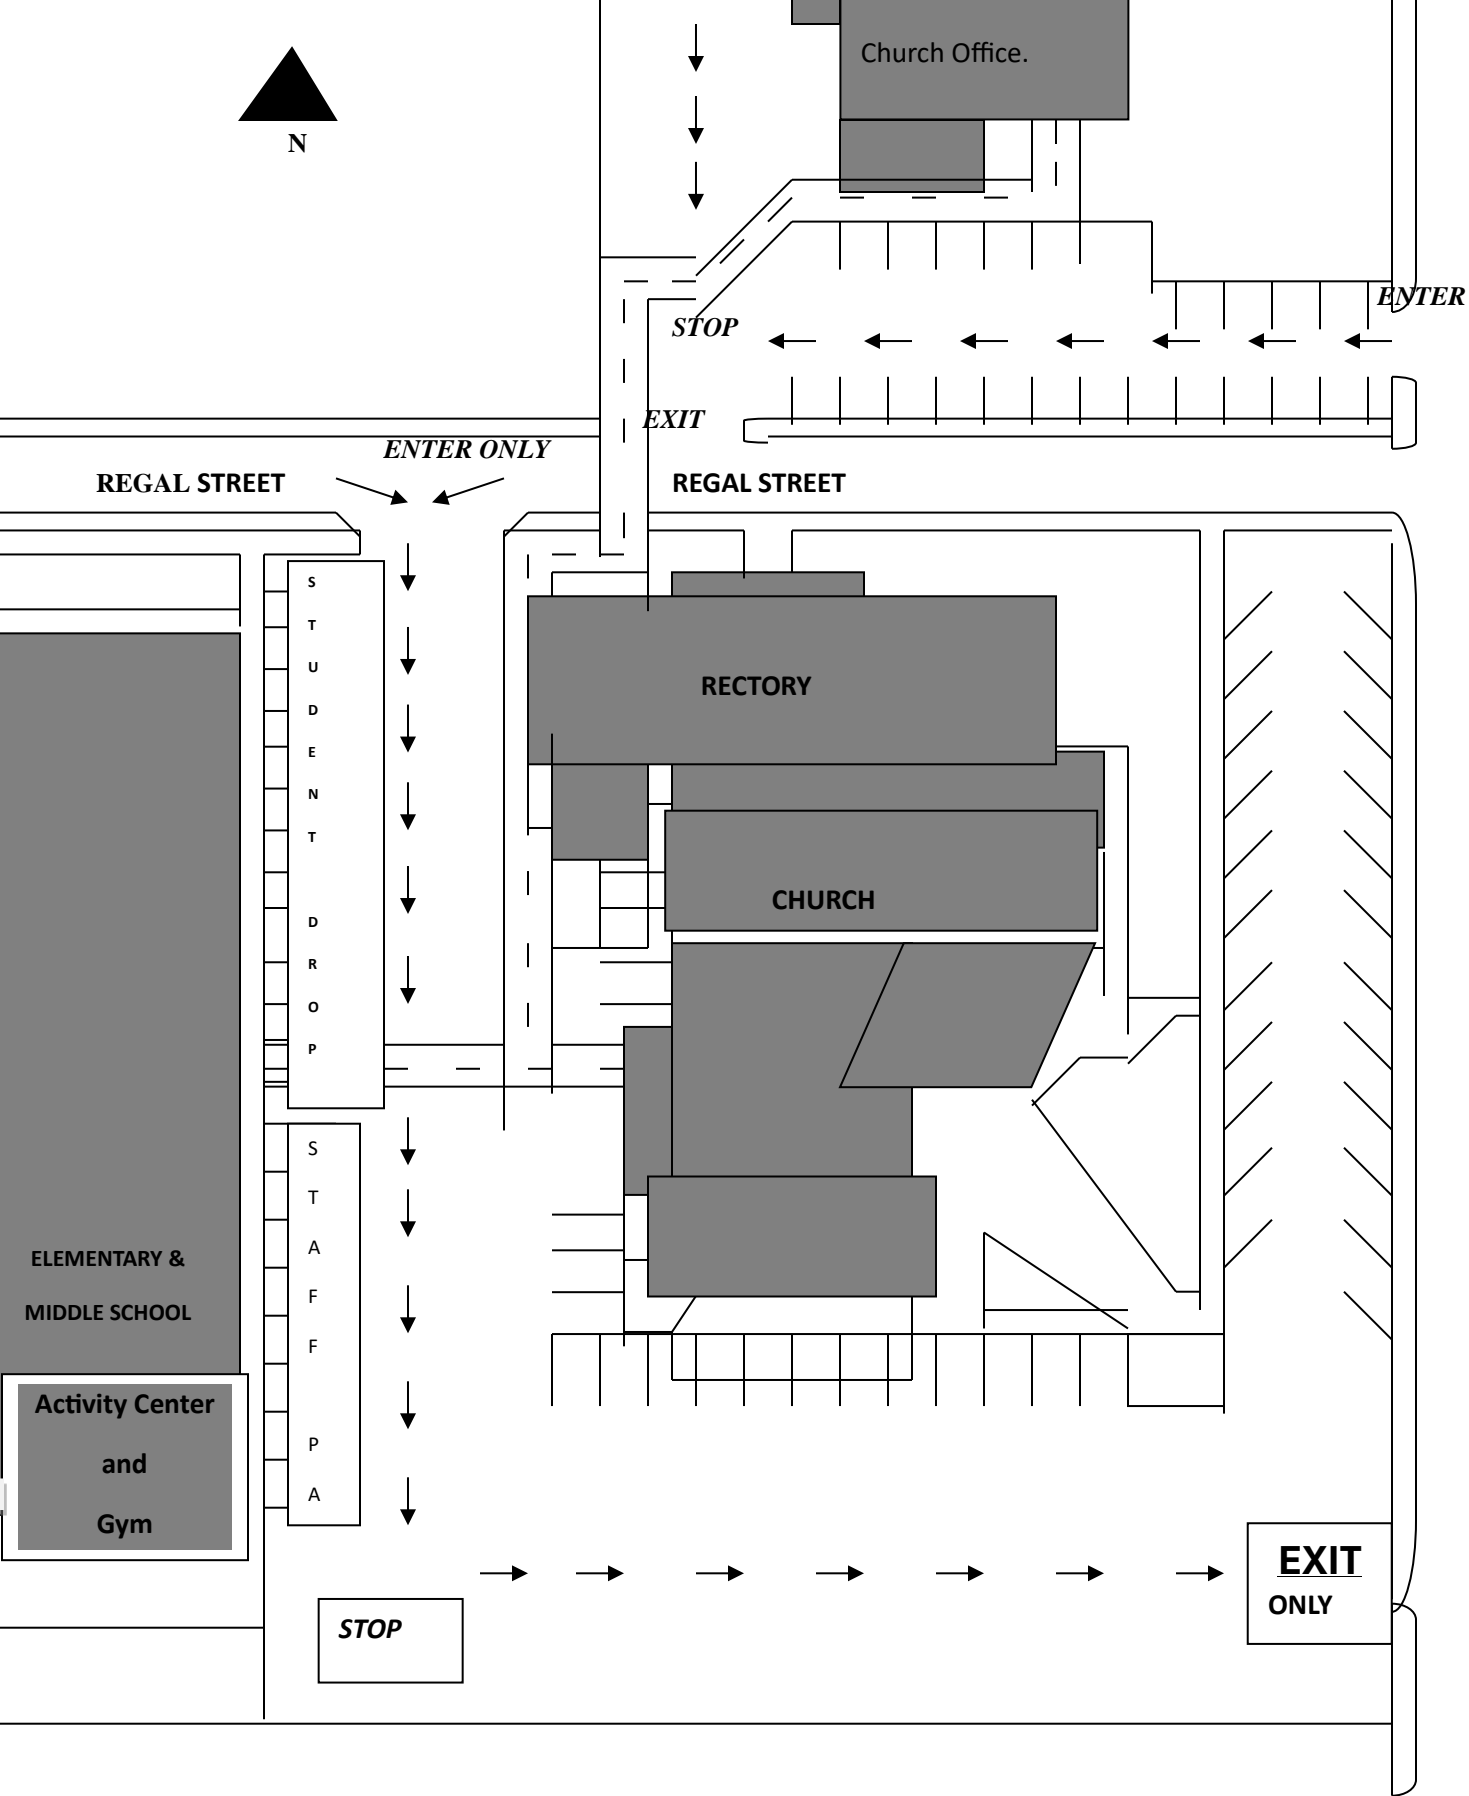 Church Office.
N
ENTER
STOP
EXIT
ENTER ONLY
REGAL STREET
REGAL STREET
S
T
U
D
E
N
T
D
R
O
P
RECTORY
CHURCH
S
T
A
F
F
P
A
ELEMENTARY &
MIDDLE SCHOOL
Activity Center
and
Gym
EXIT
ONLY
STOP